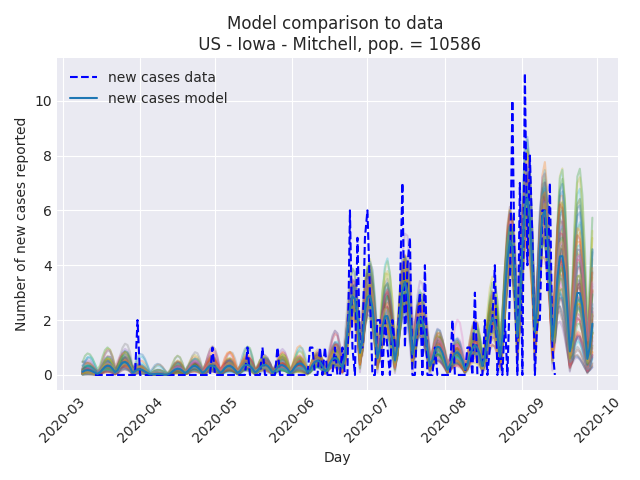 Model comparison to data
US - Iowa - Mitchell, pop. = 10586
new cases data
new cases model
Number of new cases reported
10
8
6
4
2
0
2020-03
2020-04
2020-05
2020-06
2020-07
2020-08
2020-09
2020-10
Day